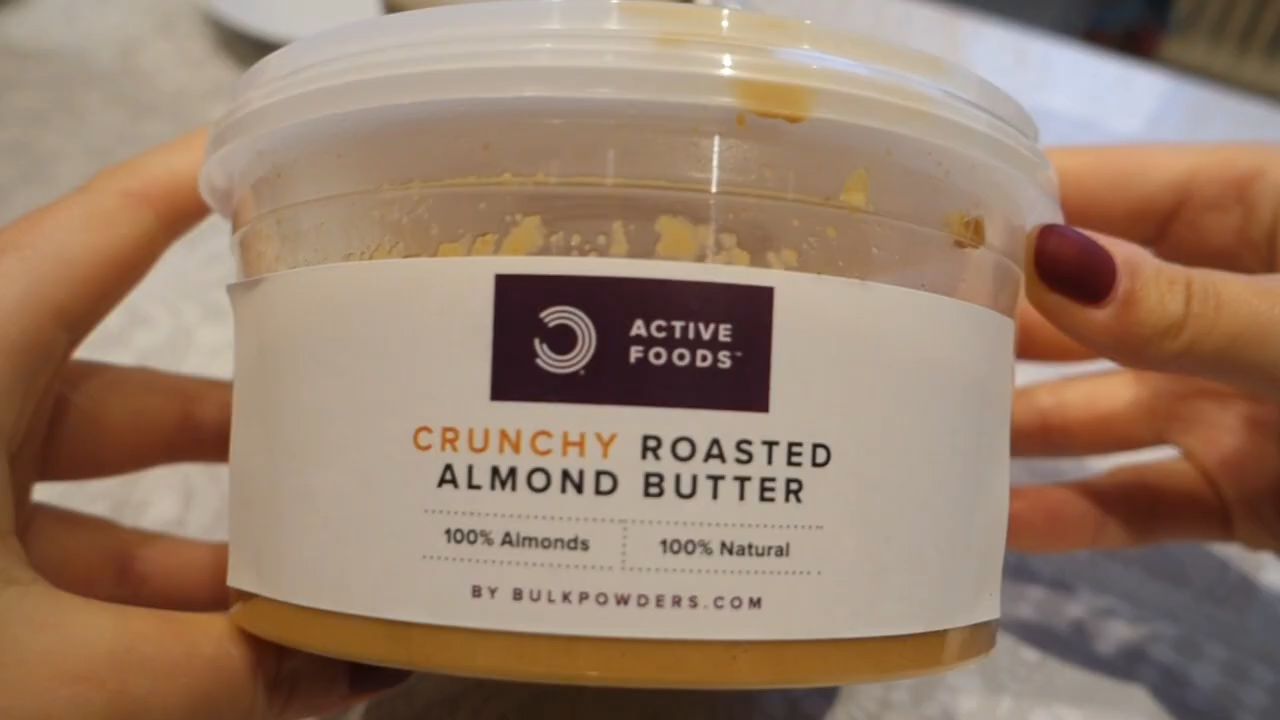 ACTIVE
FOODS™
CRUNCHY ROASTED
ALMOND BUTTER
100% Almonds 100% Natural
BY BULKPOWDERS.COM